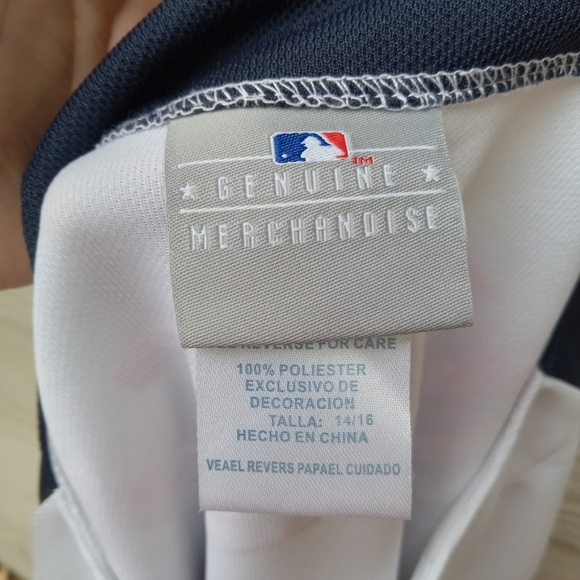 TM
GENUINE
MERCHANDISE
REVERSE FOR CARE
100% POLIESTER
EXCLUSIVO DE
DECORACION
TALLA: 14/16
HECHO EN CHINA
VEAEL REVERS PAPAEL CUIDADO